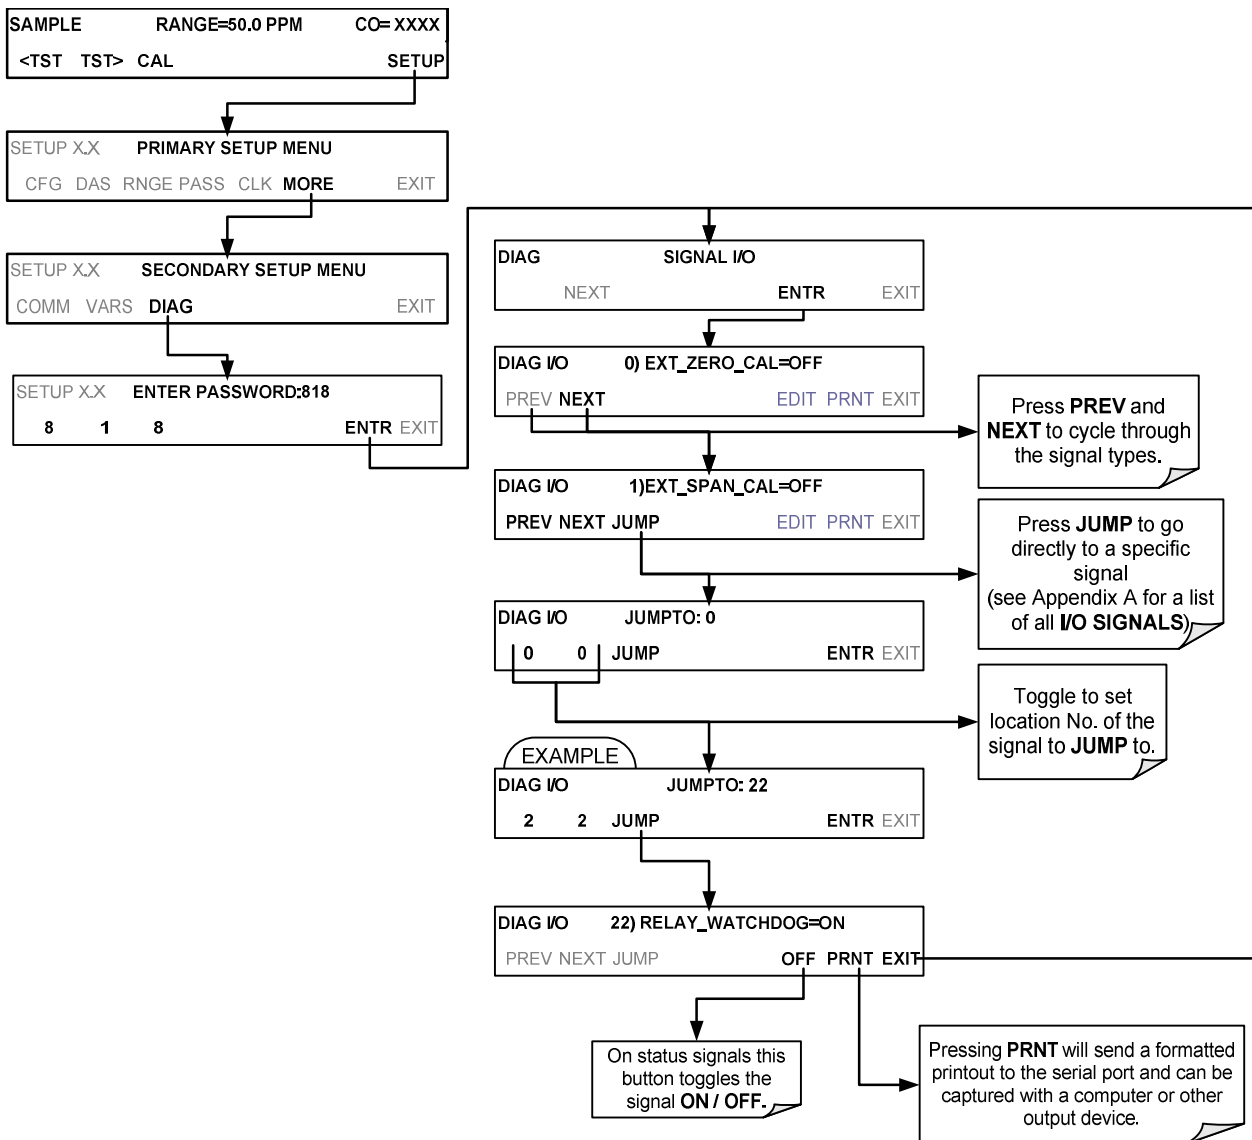 SAMPLE RANGE=50.0 PPM CO= XXXX
<TST TST> CAL SETUP
SETUP X.X PRIMARY SETUP MENU
CFG DAS RNGE PASS CLK MORE EXIT
SETUP X.X SECONDARY SETUP MENU
COMM VARS DIAG EXIT
SETUP X.X ENTER PASSWORD:818
8 1 8 ENTR EXIT
DIAG SIGNAL I/O
NEXT ENTR EXIT
DIAG I/O 0) EXT_ZERO_CAL=OFF
PREV NEXT EDIT PRNT EXIT
Press PREV and
NEXT to cycle through
the signal types.
DIAG I/O 1)EXT_SPAN_CAL=OFF
PREV NEXT JUMP EDIT PRNT EXIT
Press JUMP to go
directly to a specific
signal
(see Appendix A for a list
of all I/O SIGNALS)
DIAG I/O JUMPTO: 0
0 0 JUMP ENTR EXIT
Toggle to set
location No. of the
signal to JUMP to.
EXAMPLE
DIAG I/O JUMPTO: 22
2 2 JUMP ENTR EXIT
DIAG I/O 22) RELAY_WATCHDOG=ON
PREV NEXT JUMP OFF PRNT EXIT
On status signals this
button toggles the
signal ON / OFF.
Pressing PRNT will send a formatted
printout to the serial port and can be
captured with a computer or other
output device.